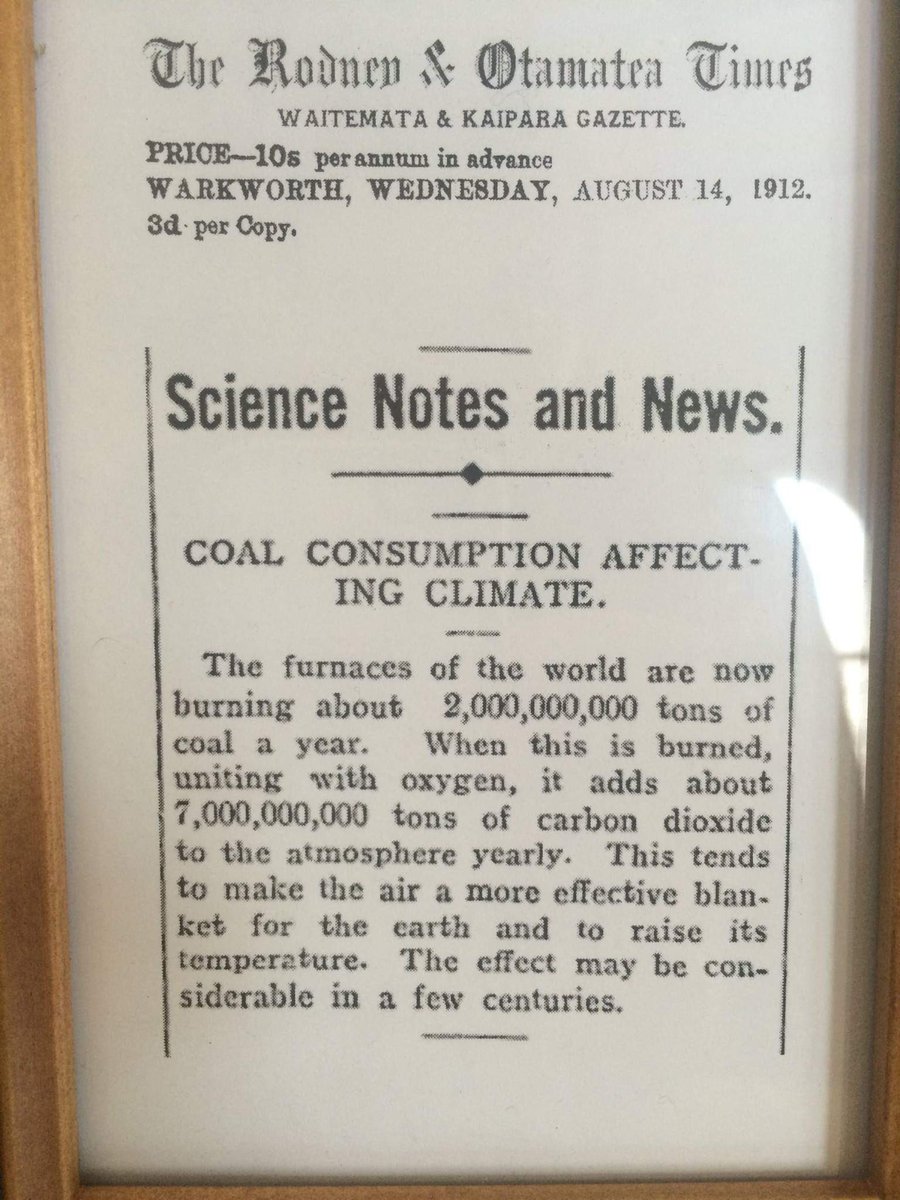 The Rodney & Otamatea Times
WAITEMATA & KAIPARA GAZETTE.
PRICE—10s per annum in advance
WARKWORTH, WEDNESDAY, AUGUST 14, 1912.
3d per Copy.
Science Notes and News.
COAL CONSUMPTION AFFECT-
ING CLIMATE.
The furnaces of the world are now
burning about 2,000,000,000 tons of
coal a year. When this is burned,
uniting with oxygen, it adds about
7,000,000,000 tons of carbon dioxide
to the atmosphere yearly. This tends
to make the air a more effective blan-
ket for the earth and to raise its
temperature. The effect may be con-
siderable in a few centuries.